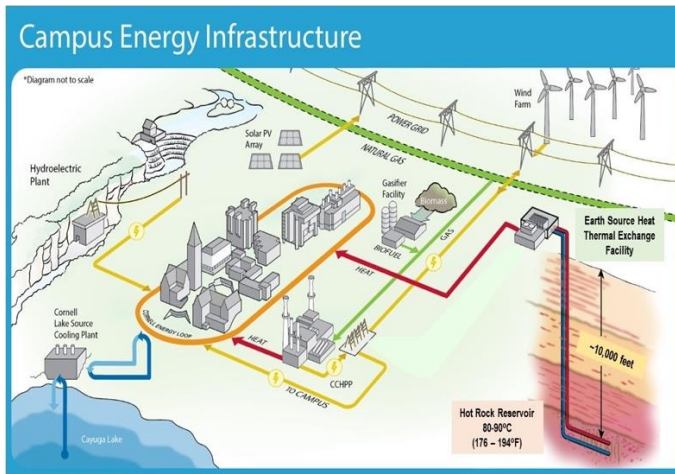 Campus Energy Infrastructure
*Diagram not to scale
Wind
Farm
Solar PV
Array
POWER GRID
NATURAL GAS
Hydroelectric
Plant
Gasifier
Facility
Biomass
BIOFUEL
GAS
HEAT
Earth Source Heat
Thermal Exchange
Facility
Cornell
Lake Source
Cooling Plant
CORNELL ENERGY LOOP
HEAT
CCHPP
TO CAMPUS
~10,000 feet
Hot Rock Reservoir
80-90ºC
(176 – 194ºF)
Cayuga Lake